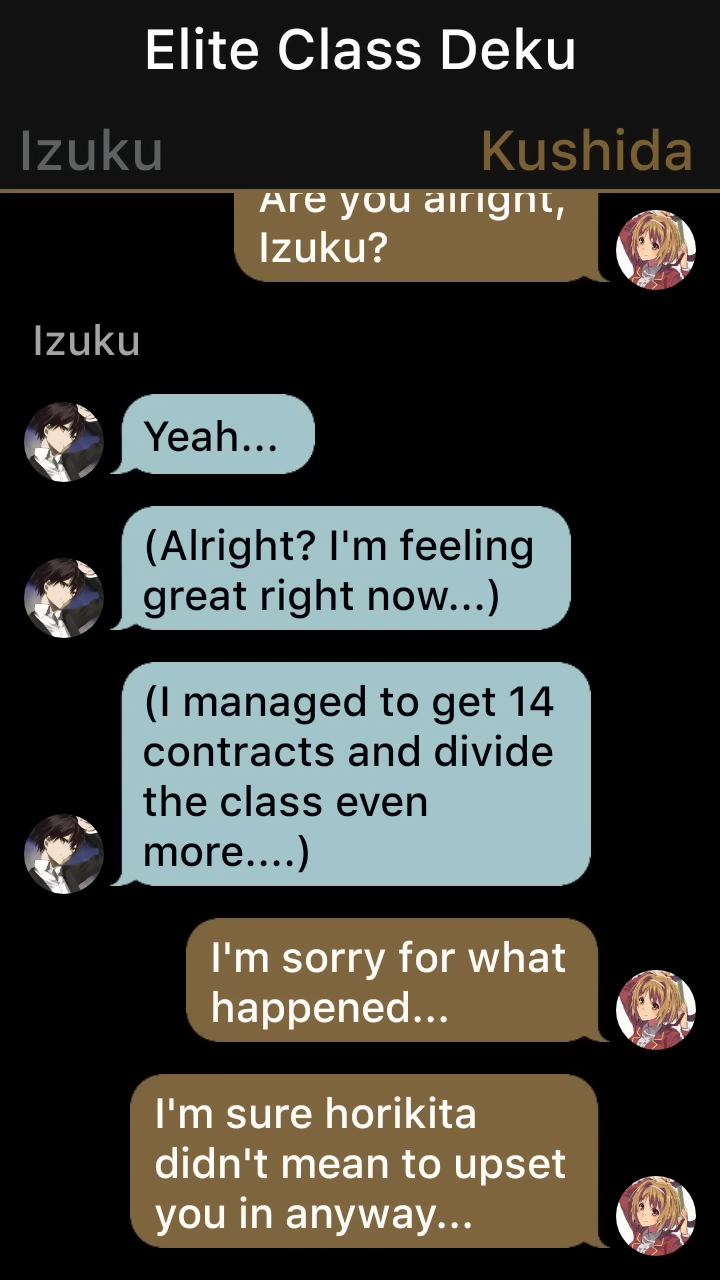 Elite Class Deku
Izuku
Kushida
Are you alright,
Izuku?
Izuku
Yeah...
(Alright? I'm feeling
great right now...)
(I managed to get 14
contracts and divide
the class even
more....)
I'm sorry for what
happened...
I'm sure horikita
didn't mean to upset
you in anyway...